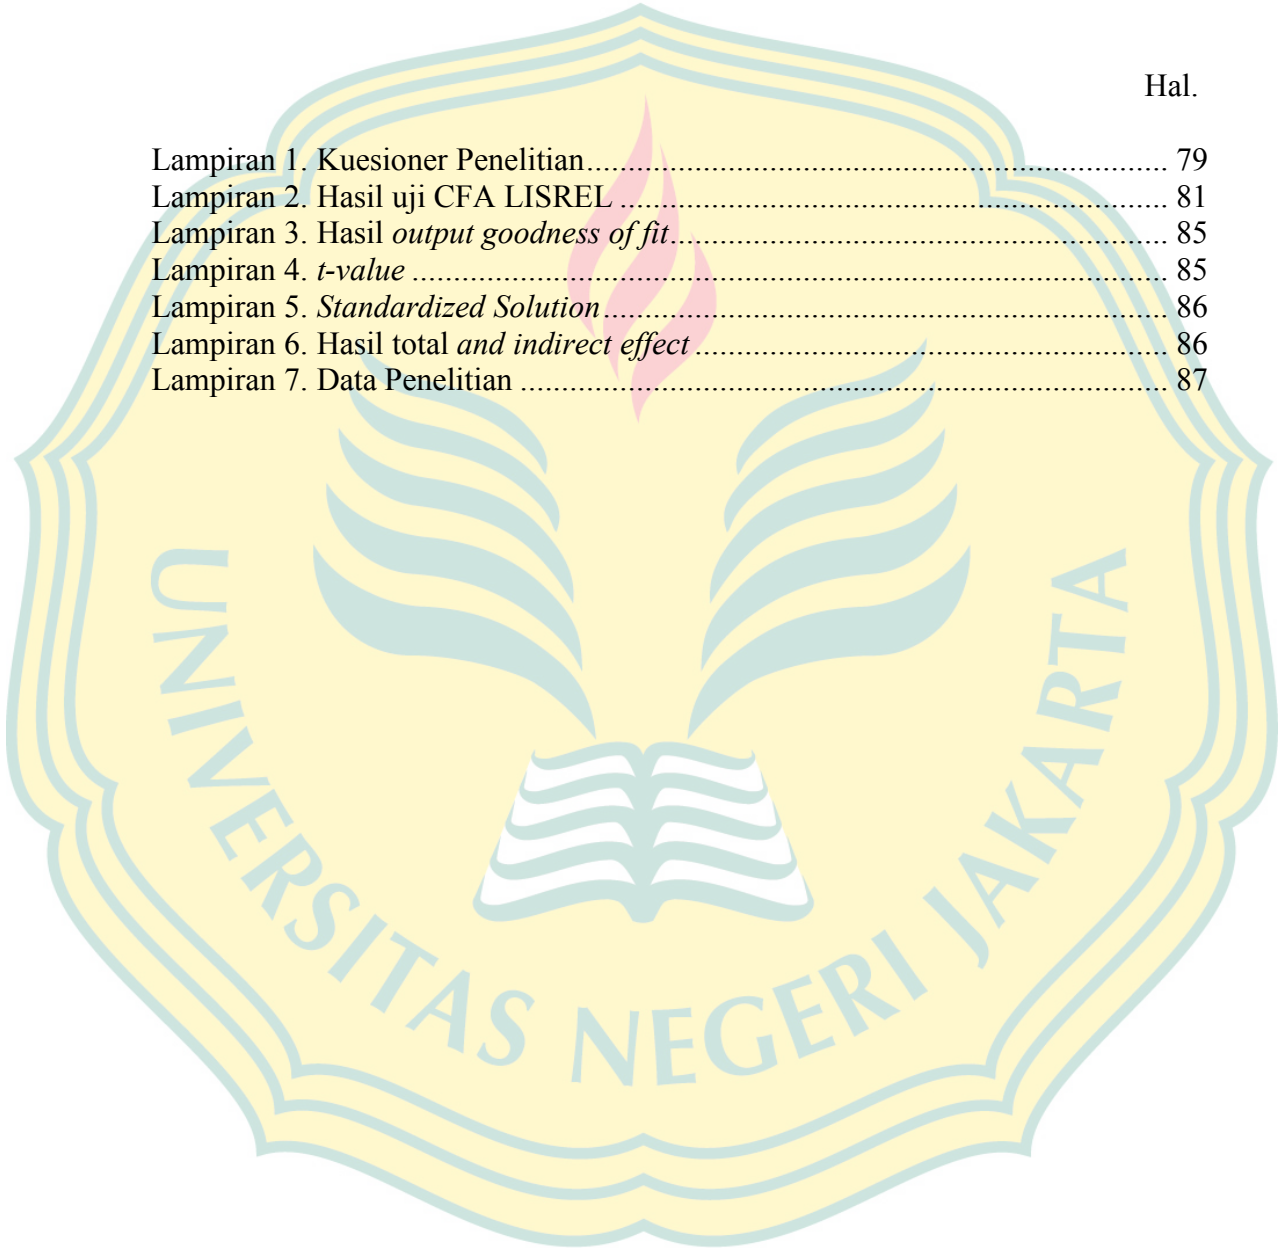 Hal.
Lampiran 1. Kuesioner Penelitian.......................................................................... 79
Lampiran 2. Hasil uji CFA LISREL ..................................................................... 81
Lampiran 3. Hasil output goodness of fit............................................................... 85
Lampiran 4. t-value ............................................................................................... 85
Lampiran 5. Standardized Solution....................................................................... 86
Lampiran 6. Hasil total and indirect effect ............................................................ 86
Lampiran 7. Data Penelitian .................................................................................. 87
UNIVERSITAS NEGERI JAKARTA